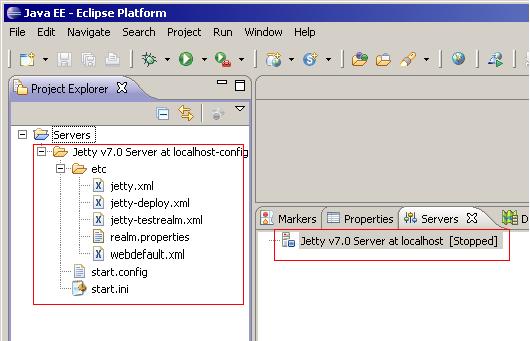 Java EE - Eclipse Platform
File Edit Navigate Search Project Run Window Help
Project Explorer
Servers
Jetty v7.0 Server at localhost-config
etc
jetty.xml
jetty-deploy.xml
jetty-testrealm.xml
realm.properties
webdefault.xml
start.config
start.ini
Markers Properties Servers D
Jetty v7.0 Server at localhost [Stopped]